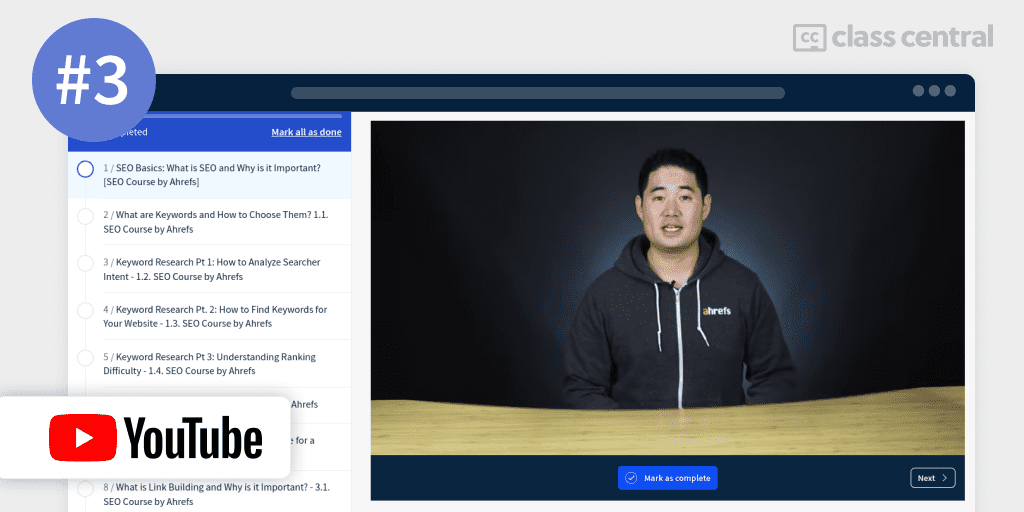 #3
class central
pleted
Mark all as done
1 / SEO Basics: What is SEO and Why is it Important?
[SEO Course by Ahrefs]
2 / What are Keywords and How to Choose Them? 1.1.
SEO Course by Ahrefs
3 / Keyword Research Pt 1: How to Analyze Searcher
Intent - 1.2. SEO Course by Ahrefs
4 / Keyword Research Pt. 2: How to Find Keywords for
Your Website - 1.3. SEO Course by Ahrefs
5 / Keyword Research Pt 3: Understanding Ranking
Difficulty - 1.4. SEO Course by Ahrefs
Ahrefs
for a
8 / What is Link Building and Why is it Important? - 3.1.
SEO Course by Ahrefs
YouTube
ahrefs
Mark as complete
Next